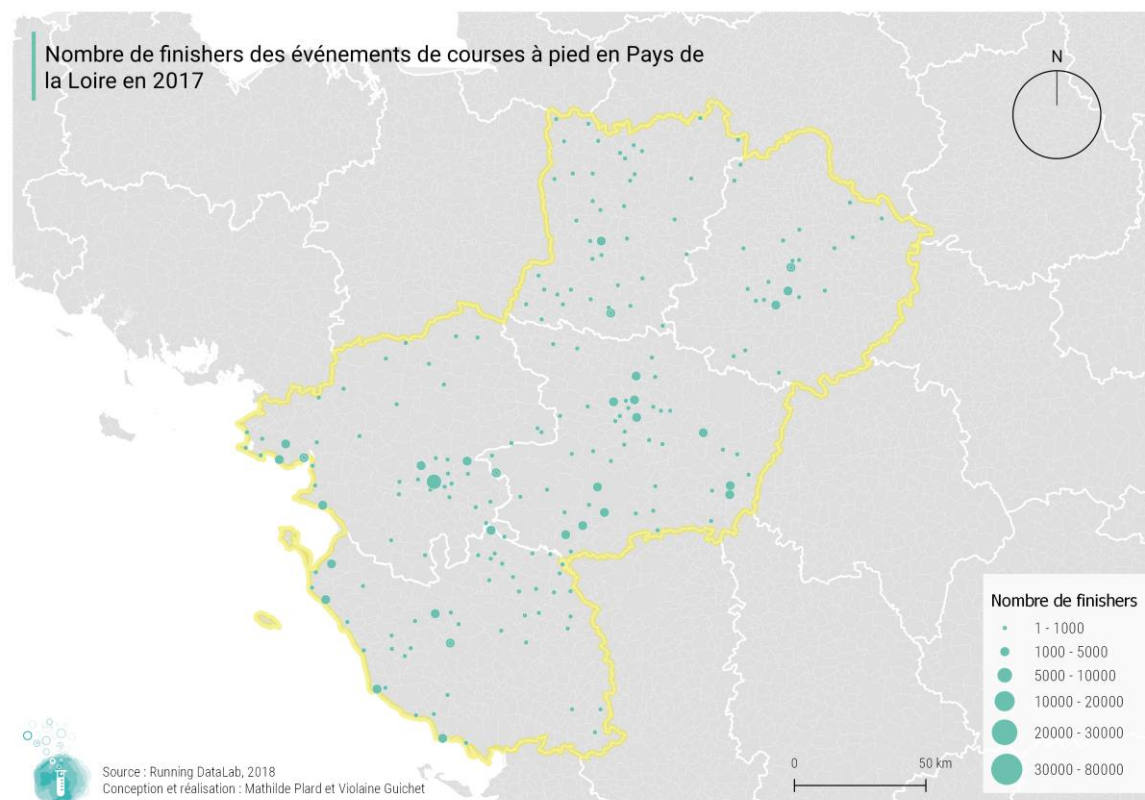 Nombre de finishers des événements de courses à pied en Pays de
la Loire en 2017
N
Nombre de finishers
1 - 1000
1000 - 5000
5000 - 10000
10000 - 20000
20000 - 30000
30000 - 80000
0
50 km
Source : Running DataLab, 2018
Conception et réalisation : Mathilde Plard et Violaine Guichet